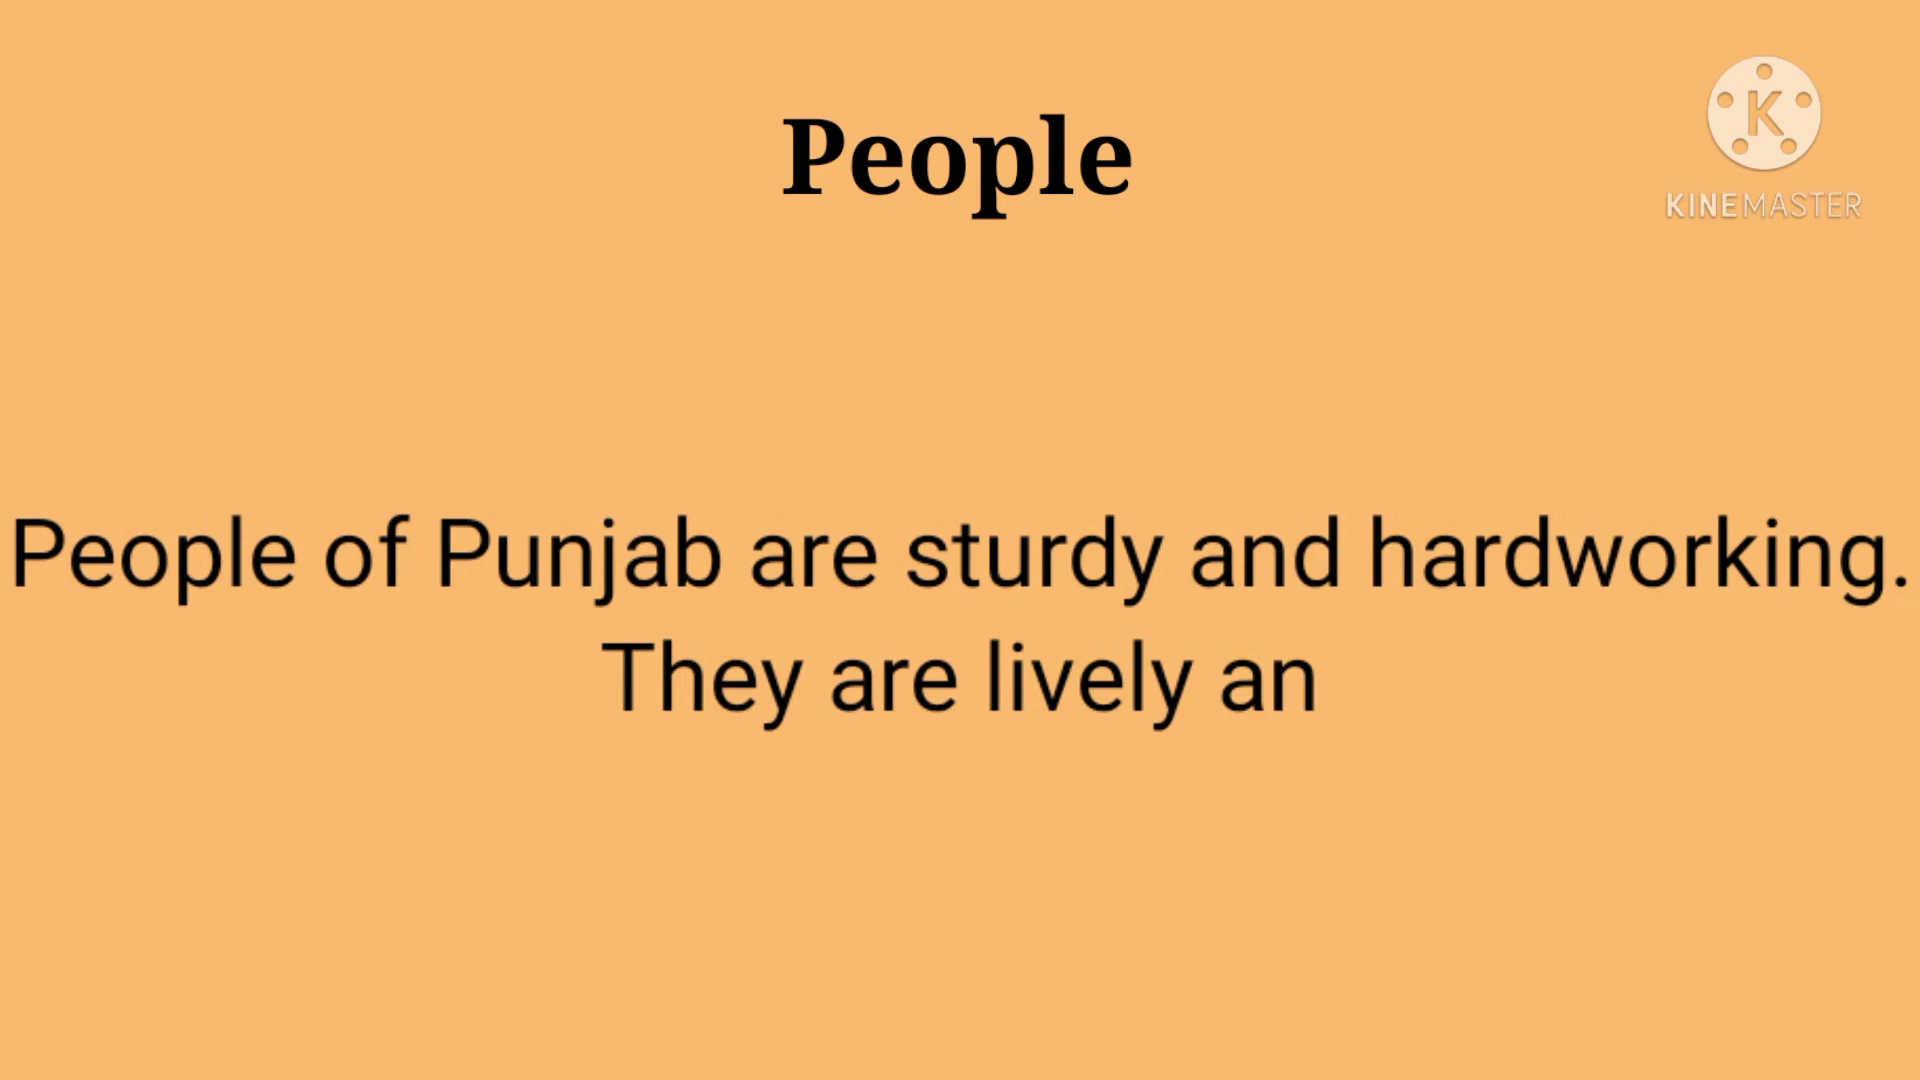 People
K
KINEMASTER
People of Punjab are sturdy and hardworking.
They are lively an